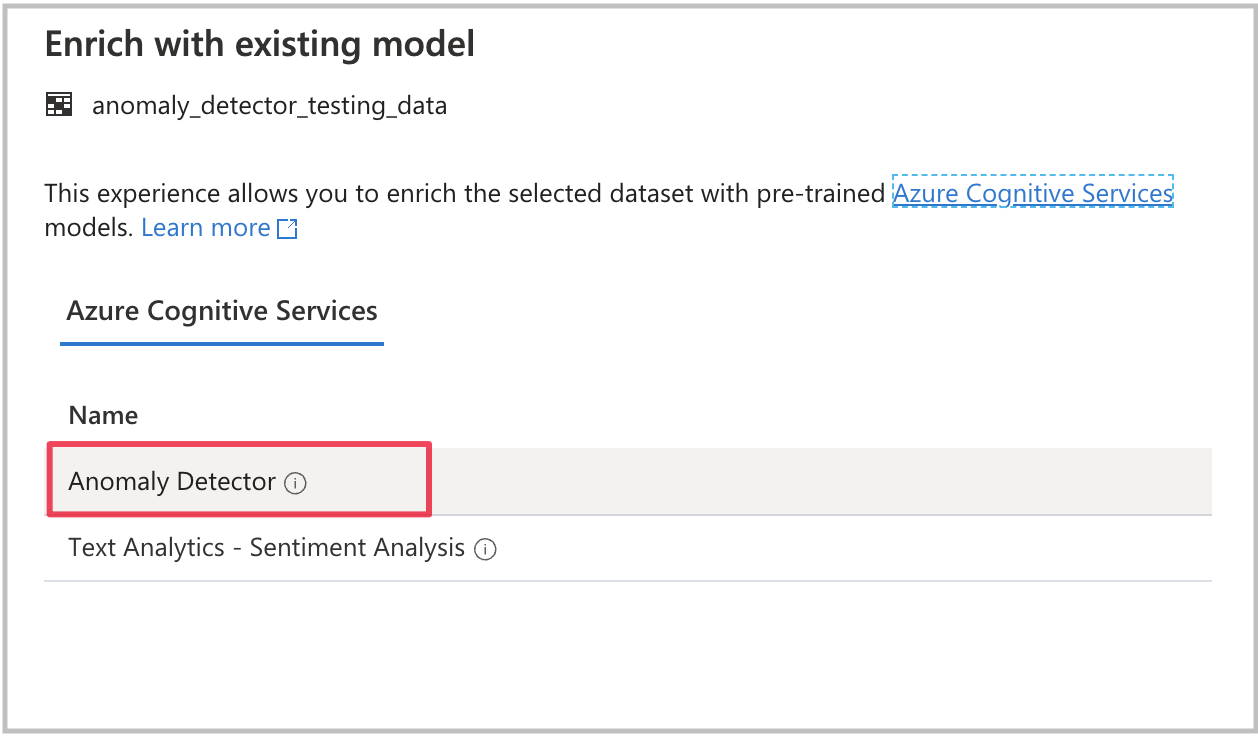 Enrich with existing model
anomaly_detector_testing_data
This experience allows you to enrich the selected dataset with pre-trained Azure Cognitive Services
models. Learn more
Azure Cognitive Services
Name
Anomaly Detector
Text Analytics - Sentiment Analysis